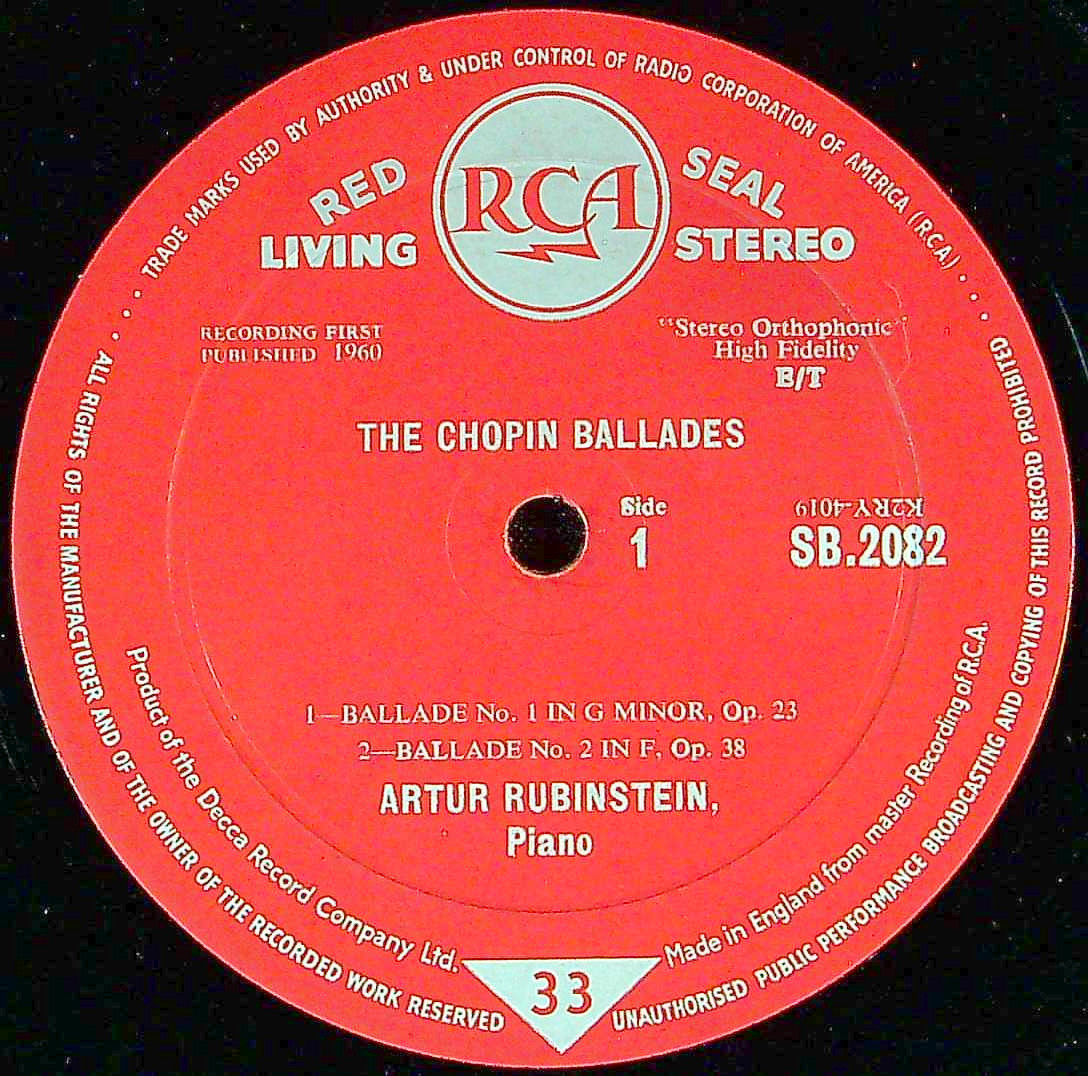 TRADE MARKS USED BY AUTHORITY & UNDER CONTROL OF RADIO CORPORATION OF AMERICA (R.C.A.)
RED SEAL
RCA
LIVING STEREO
RECORDING FIRST
PUBLISHED 1960
"Stereo Orthophonic"
High Fidelity
E/T
THE CHOPIN BALLADES
Side
1
K2RY-4019
SB.2082
1—BALLADE No. 1 IN G MINOR, Op. 23
2—BALLADE No. 2 IN F, Op. 38
ARTUR RUBINSTEIN,
Piano
Product of the Decca Record Company Ltd.
Made in England from master Recording of R.C.A.
33
ALL RIGHTS OF THE MANUFACTURER AND OF THE OWNER OF THE RECORDED WORK RESERVED
UNAUTHORISED PUBLIC PERFORMANCE BROADCASTING AND COPYING OF THIS RECORD PROHIBITED